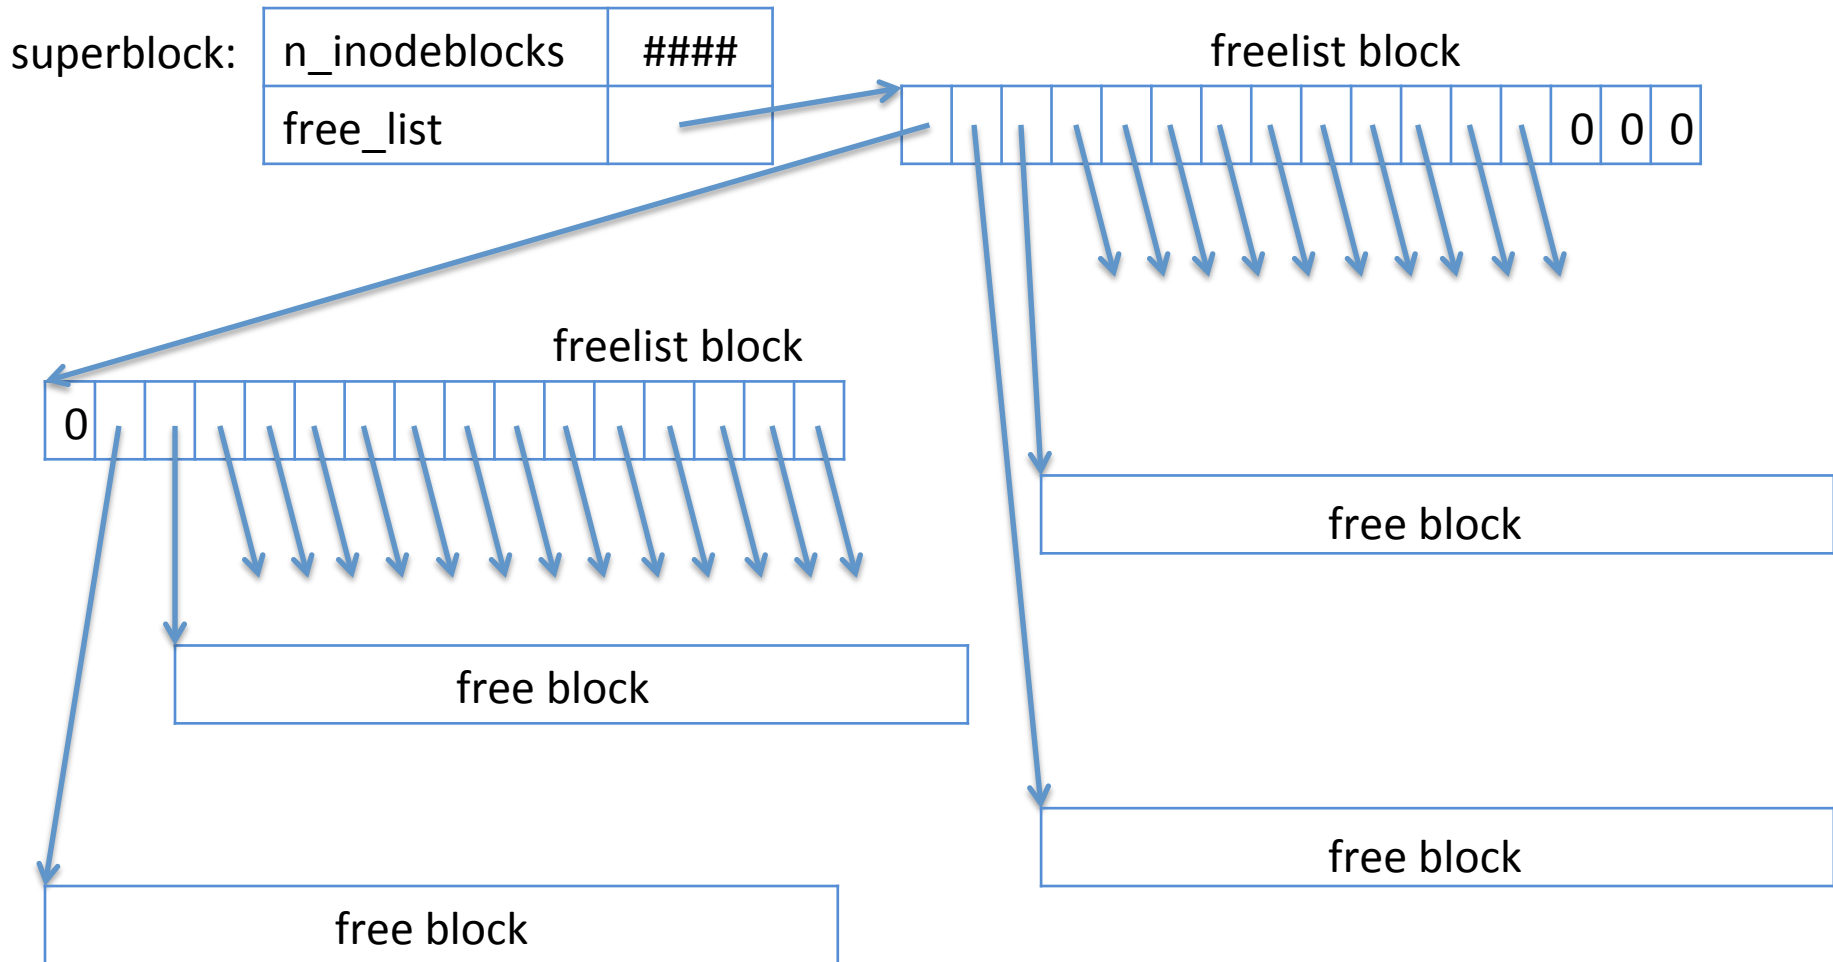 superblock:
n_inodeblocks ####
free_list
freelist block
0 0 0
freelist block
0
free block
free block
free block
free block